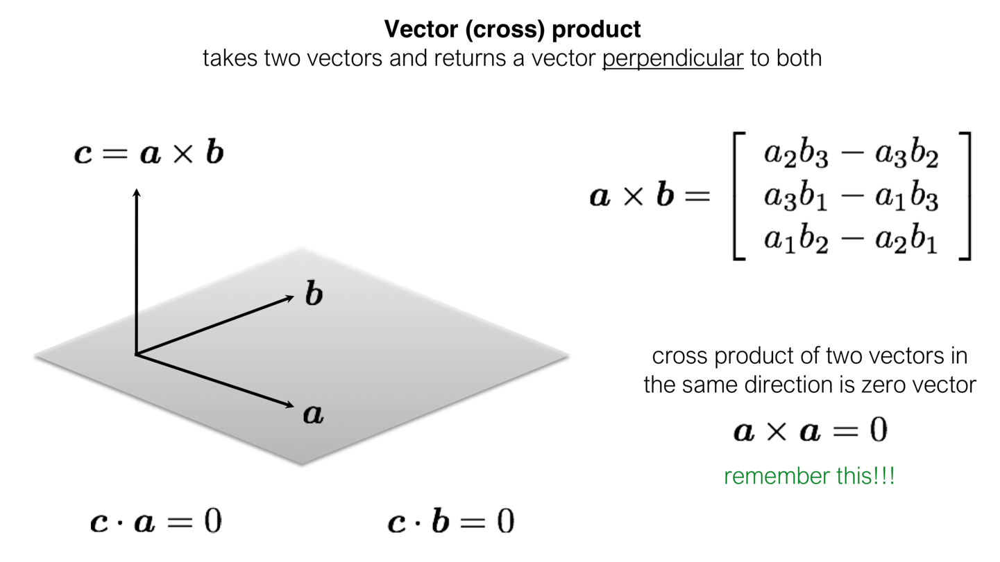 Vector (cross) product
takes two vectors and returns a vector perpendicular to both
c = a × b
b
a
c · a = 0
c · b = 0
a × b = [ a₂b₃ − a₃b₂
a₃b₁ − a₁b₃
a₁b₂ − a₂b₁ ]
cross product of two vectors in
the same direction is zero vector
a × a = 0
remember this!!!